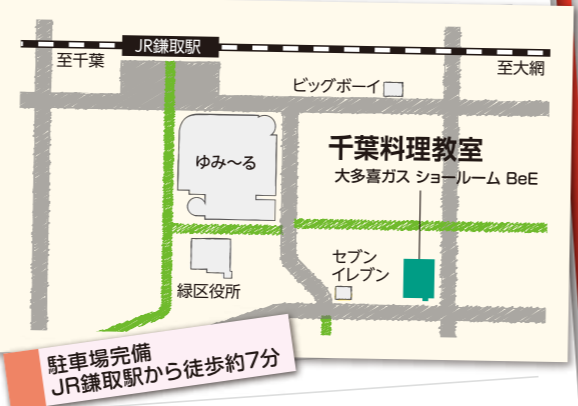 JR鎌取駅
至千葉
至大網
ビッグボーイ
ゆみ～る
千葉料理教室
大多喜ガス ショールーム BeE
セブン
イレブン
緑区役所
駐車場完備
JR鎌取駅から徒歩約7分